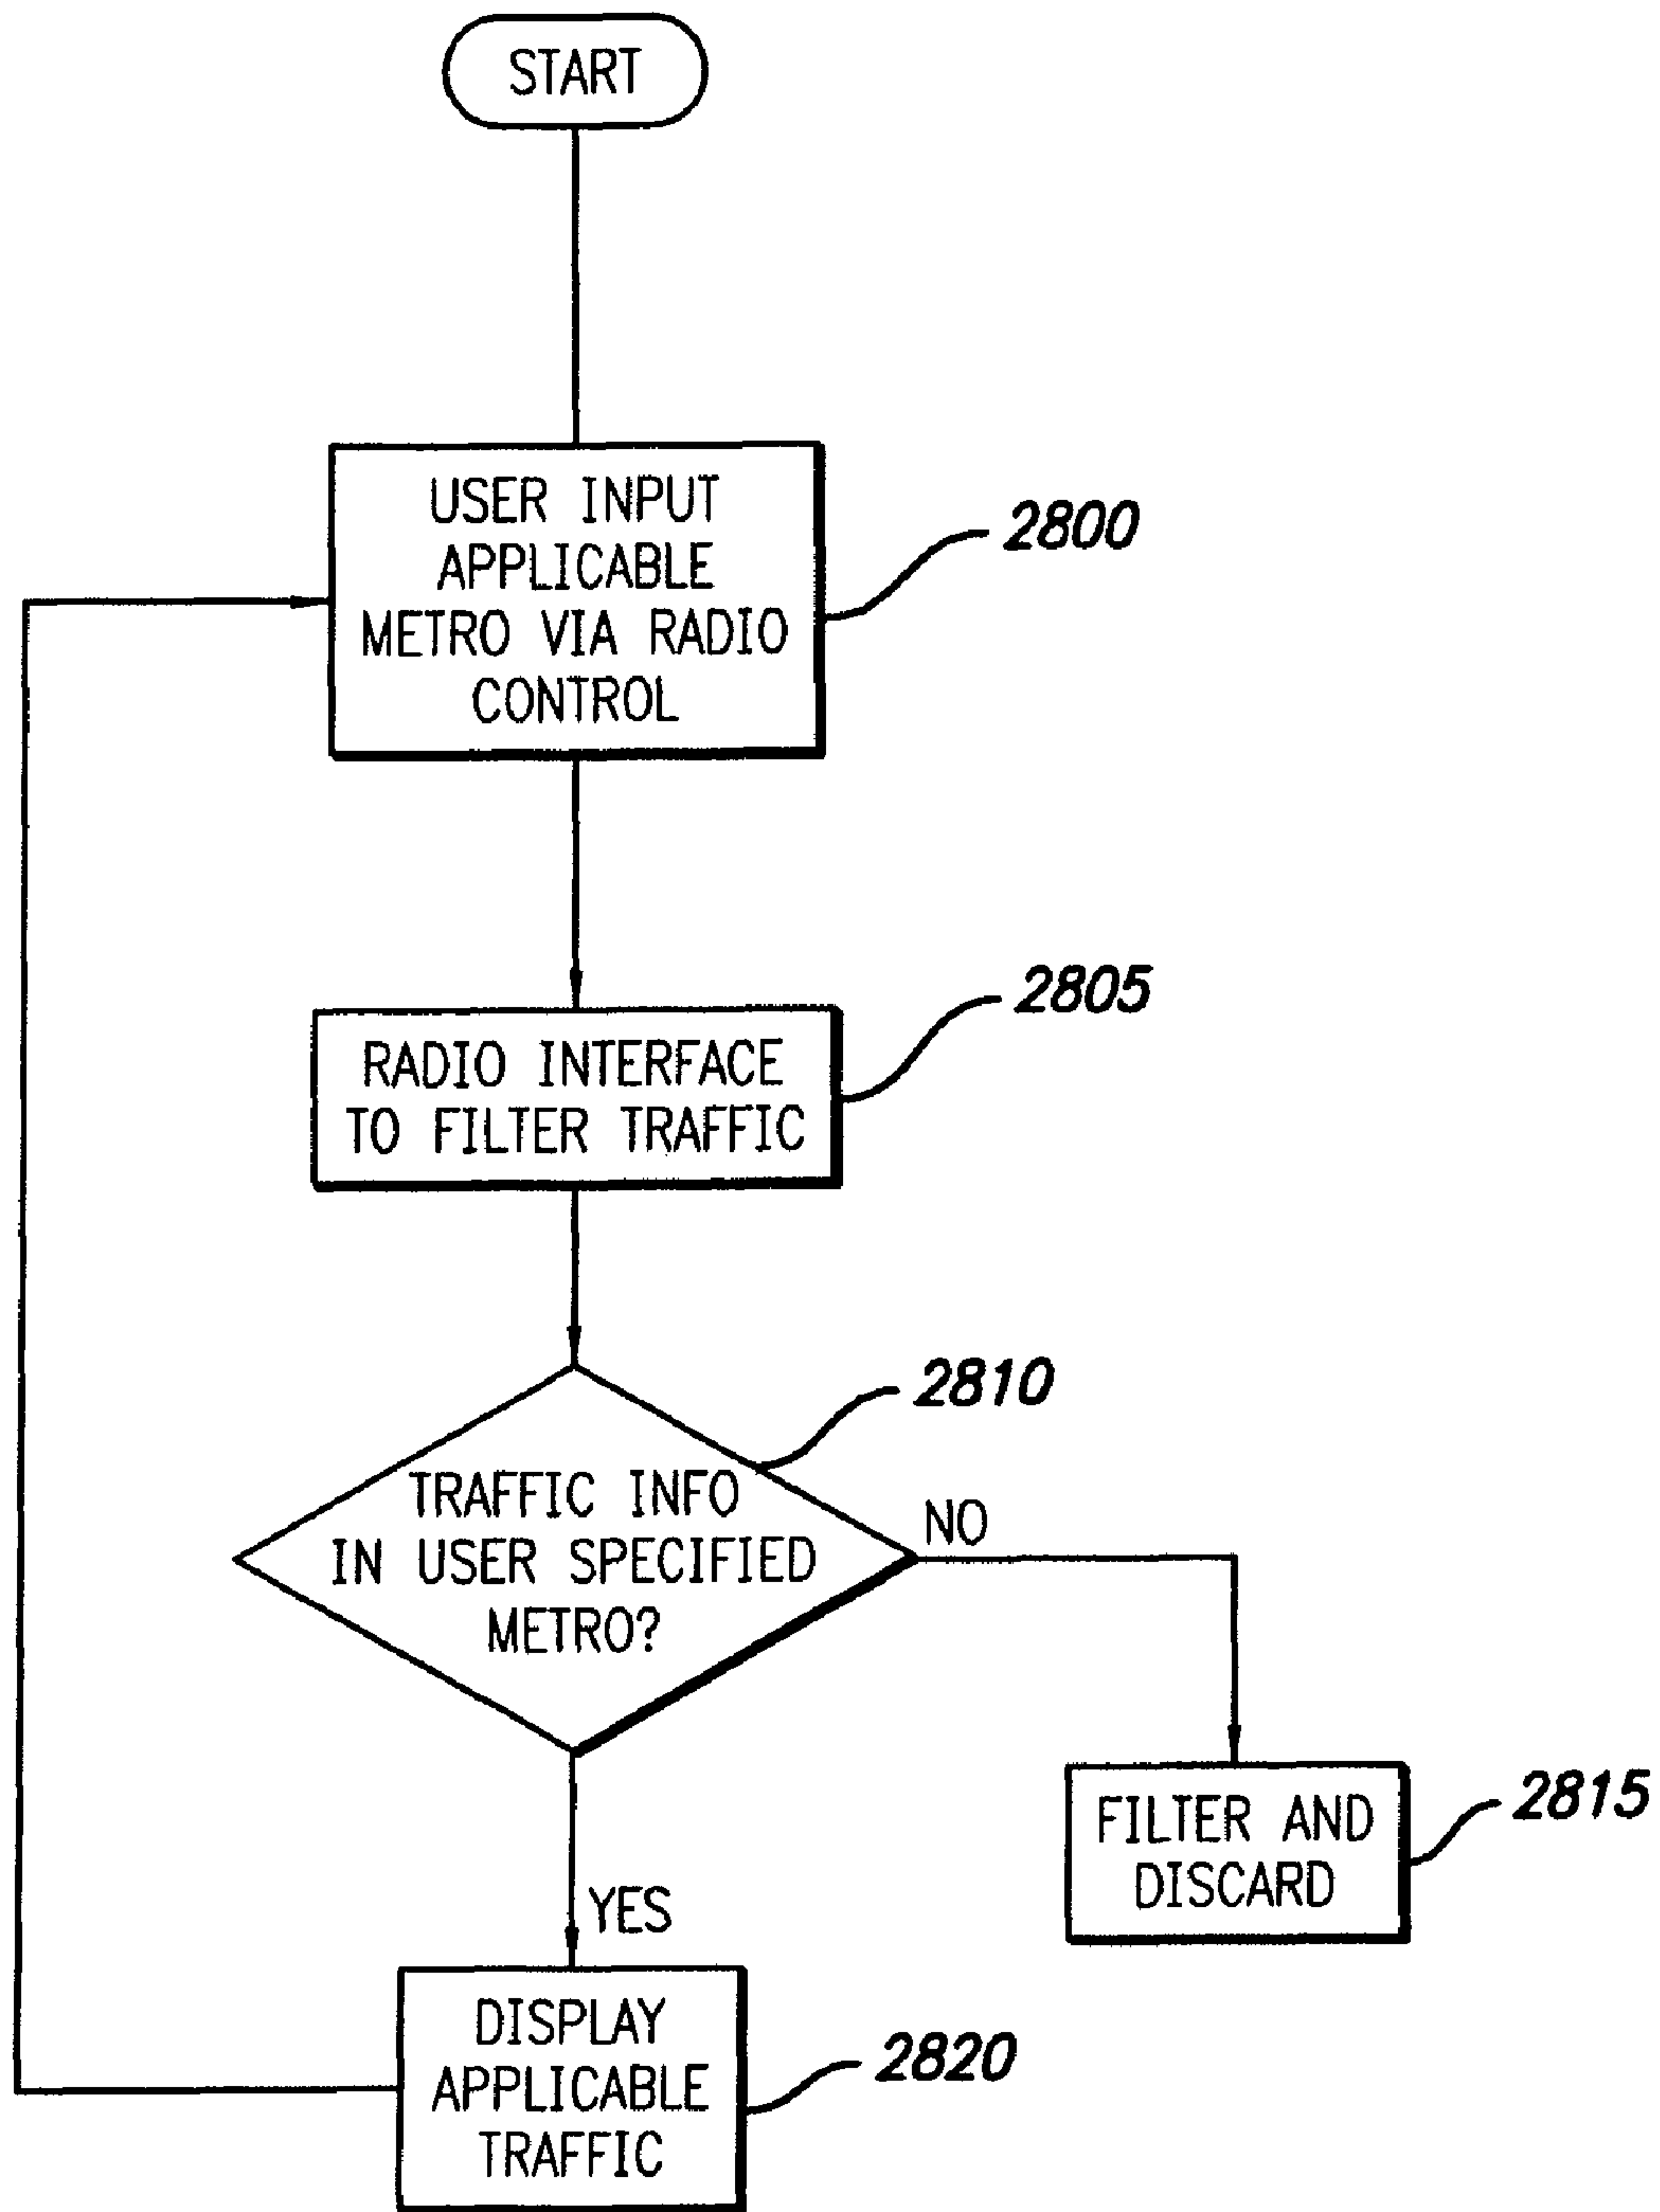 START
USER INPUT
APPLICABLE
METRO VIA RADIO
CONTROL
2800
RADIO INTERFACE
TO FILTER TRAFFIC
2805
TRAFFIC INFO
IN USER SPECIFIED
METRO?
2810
NO
FILTER AND
DISCARD
2815
YES
DISPLAY
APPLICABLE
TRAFFIC
2820